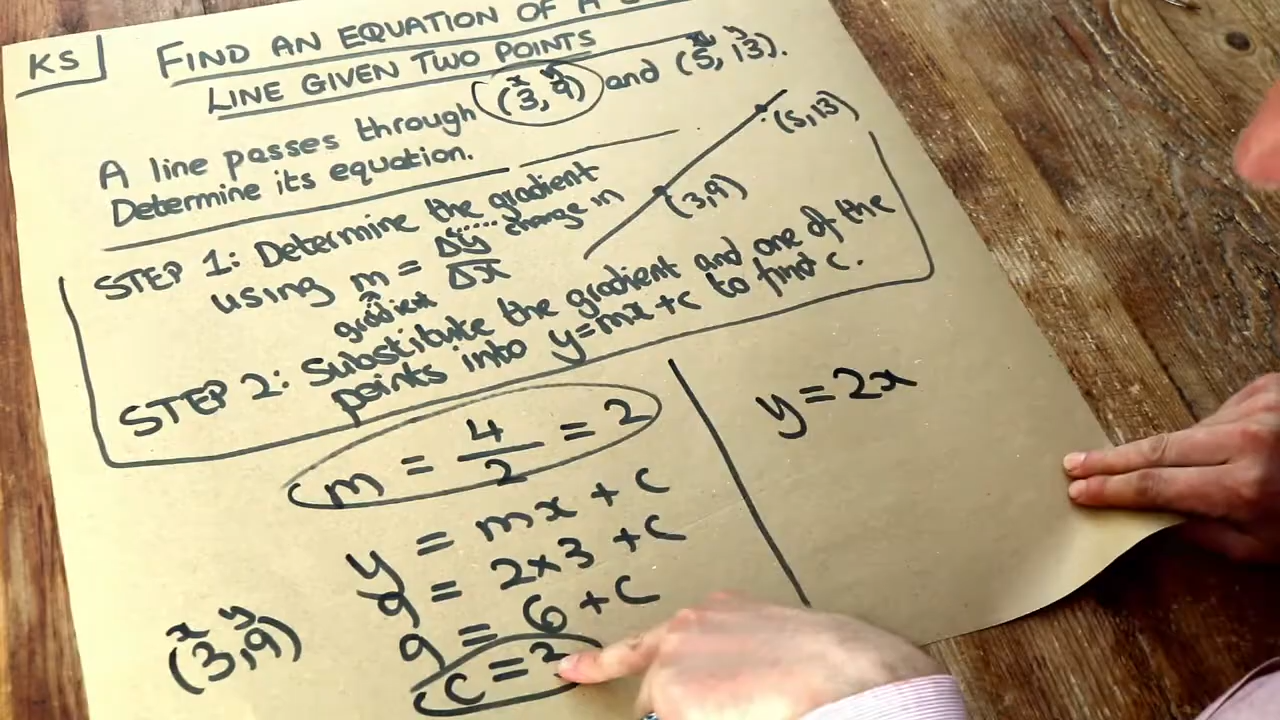 KS
FIND AN EQUATION OF A
LINE GIVEN TWO POINTS
A line passes through (3, 9) and (5, 13).
x y x y
Determine its equation.
(5, 13)
(3, 9)
STEP 1: Determine the gradient
using m = Δy/Δx change in
gradient
STEP 2: Substitute the gradient and one of the
points into y=mx+c to find c.
m = 4/2 = 2
y = mx + c
9 = 2×3 + c
9 = 6 + c
x y
(3, 9)
c = 3
y = 2x